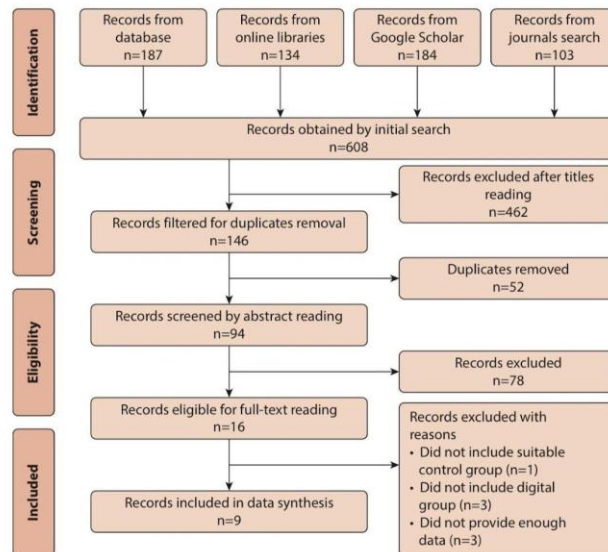 Identification
Records from
database
n=187
Records from
online libraries
n=134
Records from
Google Scholar
n=184
Records from
journals search
n=103
Records obtained by initial search
n=608
Screening
Records excluded after titles
reading
n=462
Records filtered for duplicates removal
n=146
Duplicates removed
n=52
Eligibility
Records screened by abstract reading
n=94
Records excluded
n=78
Records eligible for full-text reading
n=16
Included
Records excluded with
reasons
• Did not include suitable
control group (n=1)
• Did not include digital
group (n=3)
• Did not provide enough
data (n=3)
Records included in data synthesis
n=9